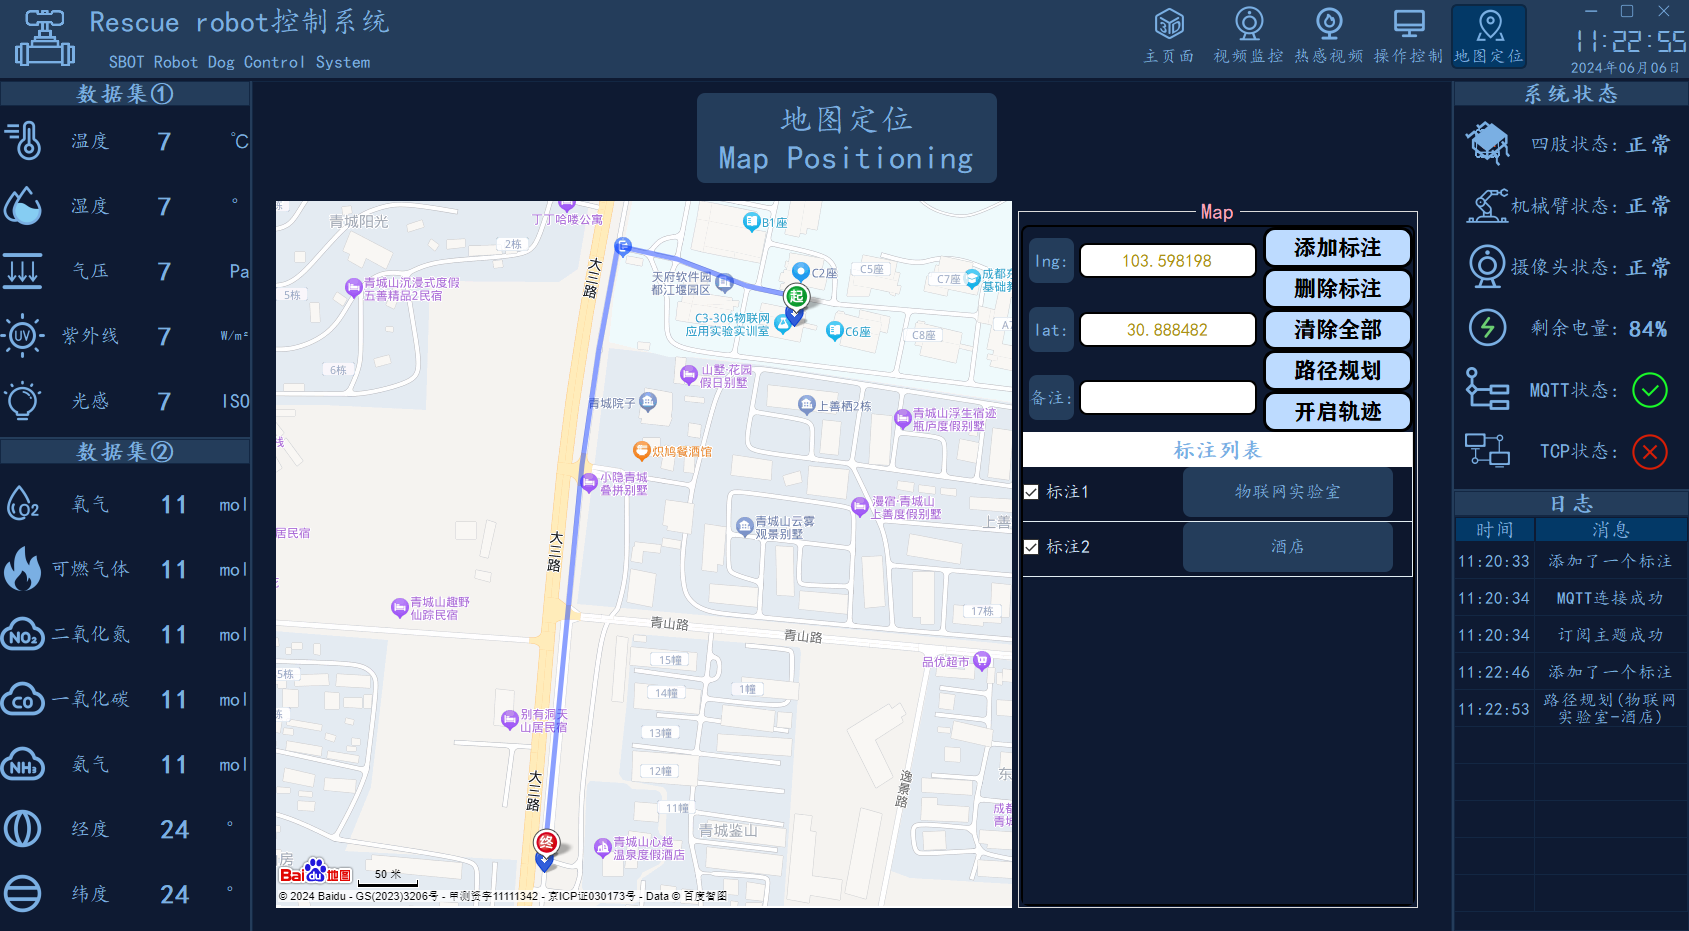 Rescue robot控制系统
SBOT Robot Dog Control System
主页面
视频监控
热感视频
操作控制
地图定位
11:22:55
2024年06月06日
数据集①
温度 7 ℃
湿度 7 °
气压 7 Pa
紫外线 7 W/m²
UV
光感 7 ISO
数据集②
氧气 11 mol
O2
可燃气体 11 mol
二氧化氮 11 mol
NO₂
一氧化碳 11 mol
CO
氨气 11 mol
NH₃
经度 24 °
纬度 24 °
地图定位
Map Positioning
青城阳光
丁丁哈喽公寓
2栋
B1座
大三路
天府软件园
都江堰园区
C2座
C5座
C7座
成都东
基础教
青城山沉浸式度假
五善精品2民宿
5栋
起
C3-306物联网
应用实验实训室
C6座
C8座
A7
6栋
山墅·花园
假日别墅
青城院子
上善栖2栋
青城山浮生宿迹
瓶庐度假别墅
炽鸠餐酒馆
小隐青城
叠拼别墅
漫宿·青城山
上善度假别墅
青城山云雾
观景别墅
上善
居民宿
大三路
青城山趣野
仙踪民宿
17栋
青山路
青山路
品优超市
15幢
14幢
1幢
5栋
别有洞天
山居民宿
13幢
12幢
大三路
逸景路
东
11幢
成都
青城
青城鉴山
终
青城山心越
温泉度假酒店
房
Bai du 地图
50 米
© 2024 Baidu - GS(2023)3206号 - 甲测资字11111342 - 京ICP证030173号 - Data © 百度智图
Map
lng: 103.598198
lat: 30.888482
备注:
添加标注
删除标注
清除全部
路径规划
开启轨迹
标注列表
标注1 物联网实验室
标注2 酒店
系统状态
四肢状态: 正常
机械臂状态: 正常
摄像头状态: 正常
剩余电量: 84%
MQTT状态:
TCP状态:
日志
时间 消息
11:20:33 添加了一个标注
11:20:34 MQTT连接成功
11:20:34 订阅主题成功
11:22:46 添加了一个标注
11:22:53 路径规划(物联网
实验室-酒店)